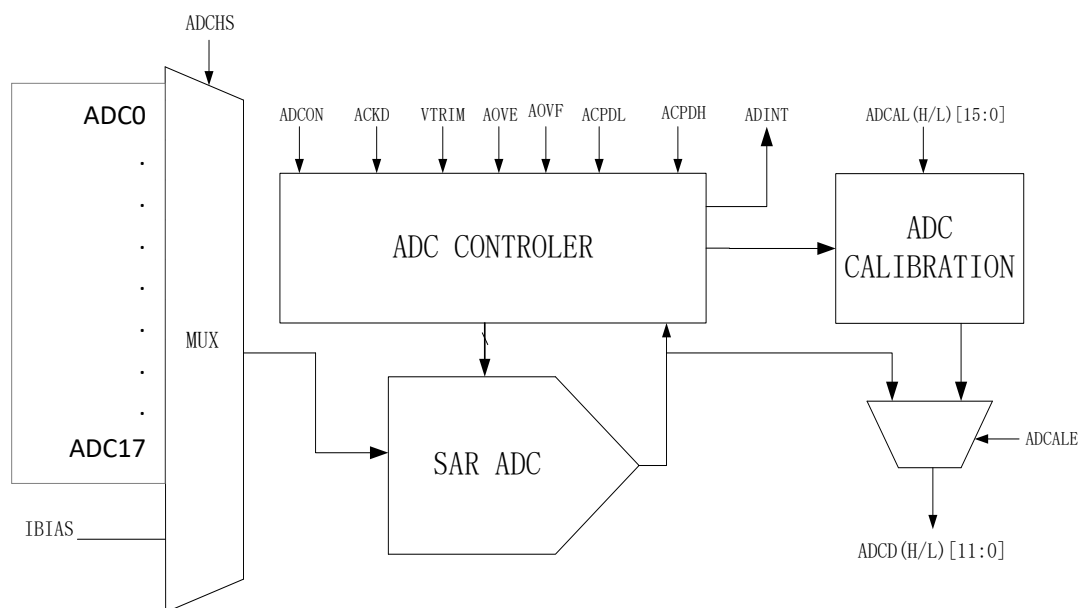 ADCHS
ADC0
.
.
.
.
.
.
.
ADC17
IBIAS
MUX
ADCON
ACKD
VTRIM
AOVE
AOVF
ACPDL
ACPDH
ADINT
ADCAL(H/L)[15:0]
ADC CONTROLER
ADC
CALIBRATION
SAR ADC
ADCALE
ADCD(H/L)[11:0]